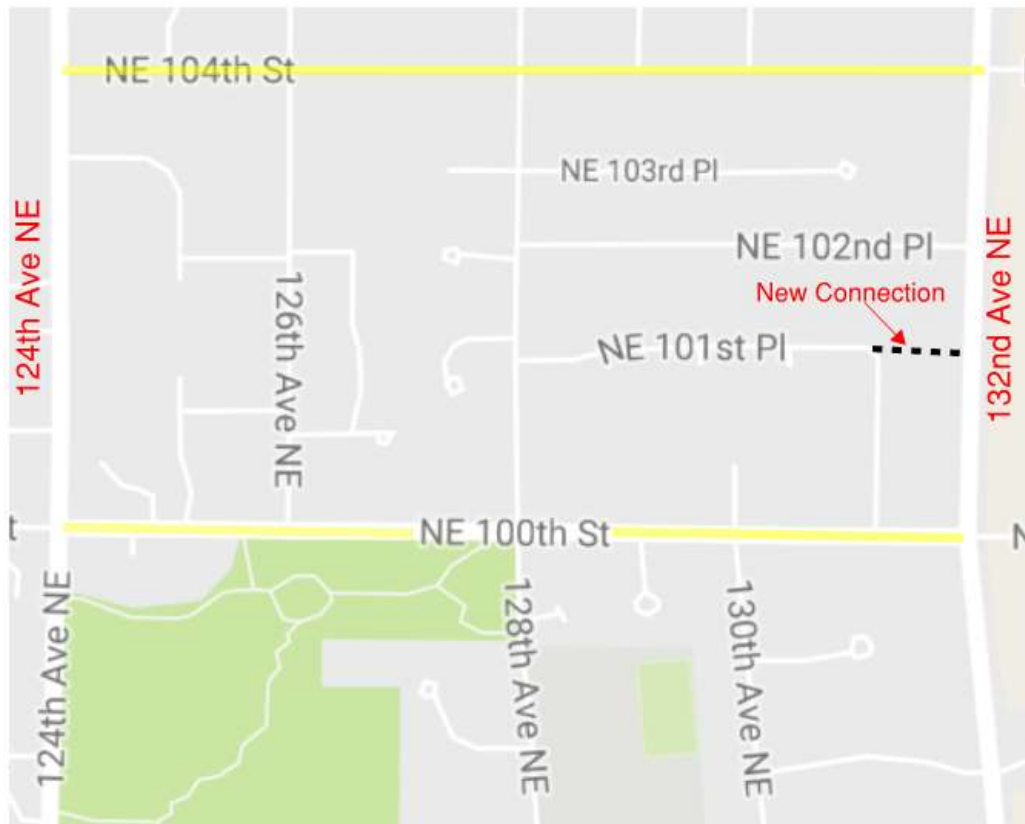 NE 104th St
NE 103rd Pl
124th Ave NE
NE 102nd Pl
132nd Ave NE
126th Ave NE
New Connection
NE 101st Pl
t
NE 100th St
N
124th Ave NE
128th Ave NE
130th Ave NE